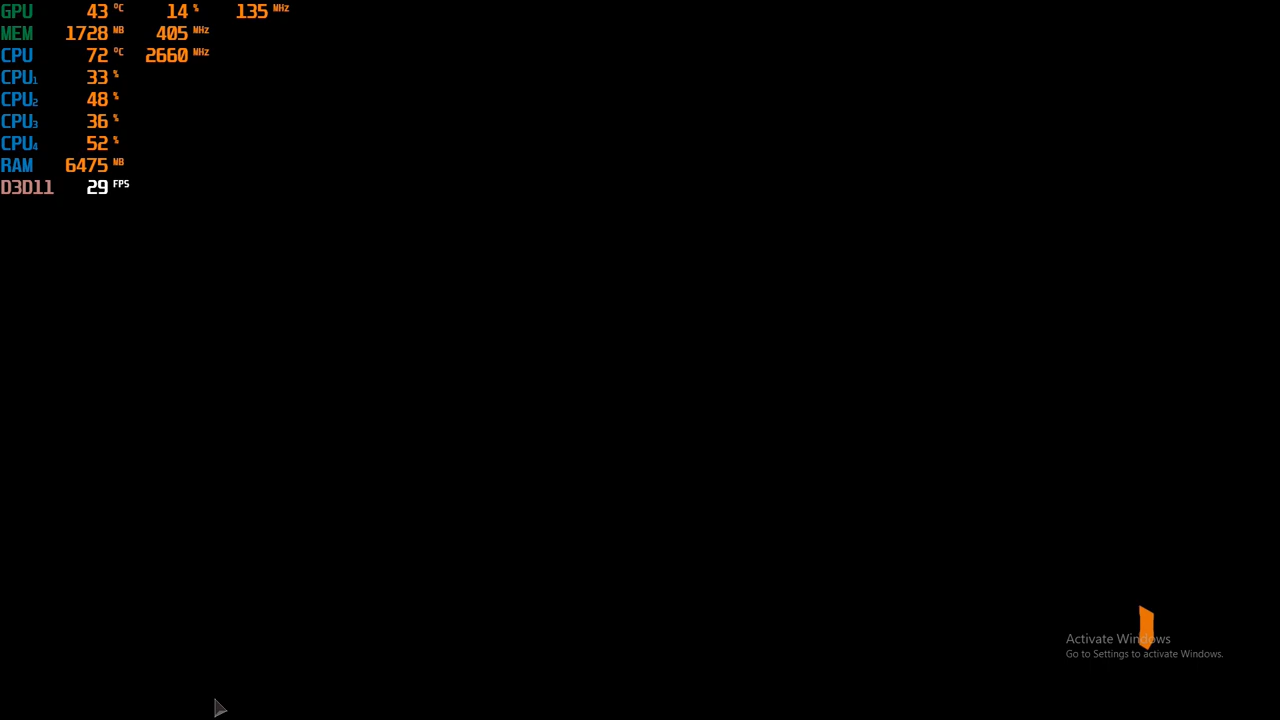 GPU 43 °C 14 % 135 MHz
MEM 1728 MB 405 MHz
CPU 72 °C 2660 MHz
CPU1 33 %
CPU2 48 %
CPU3 36 %
CPU4 52 %
RAM 6475 MB
D3D11 29 FPS
Activate Windows
Go to Settings to activate Windows.